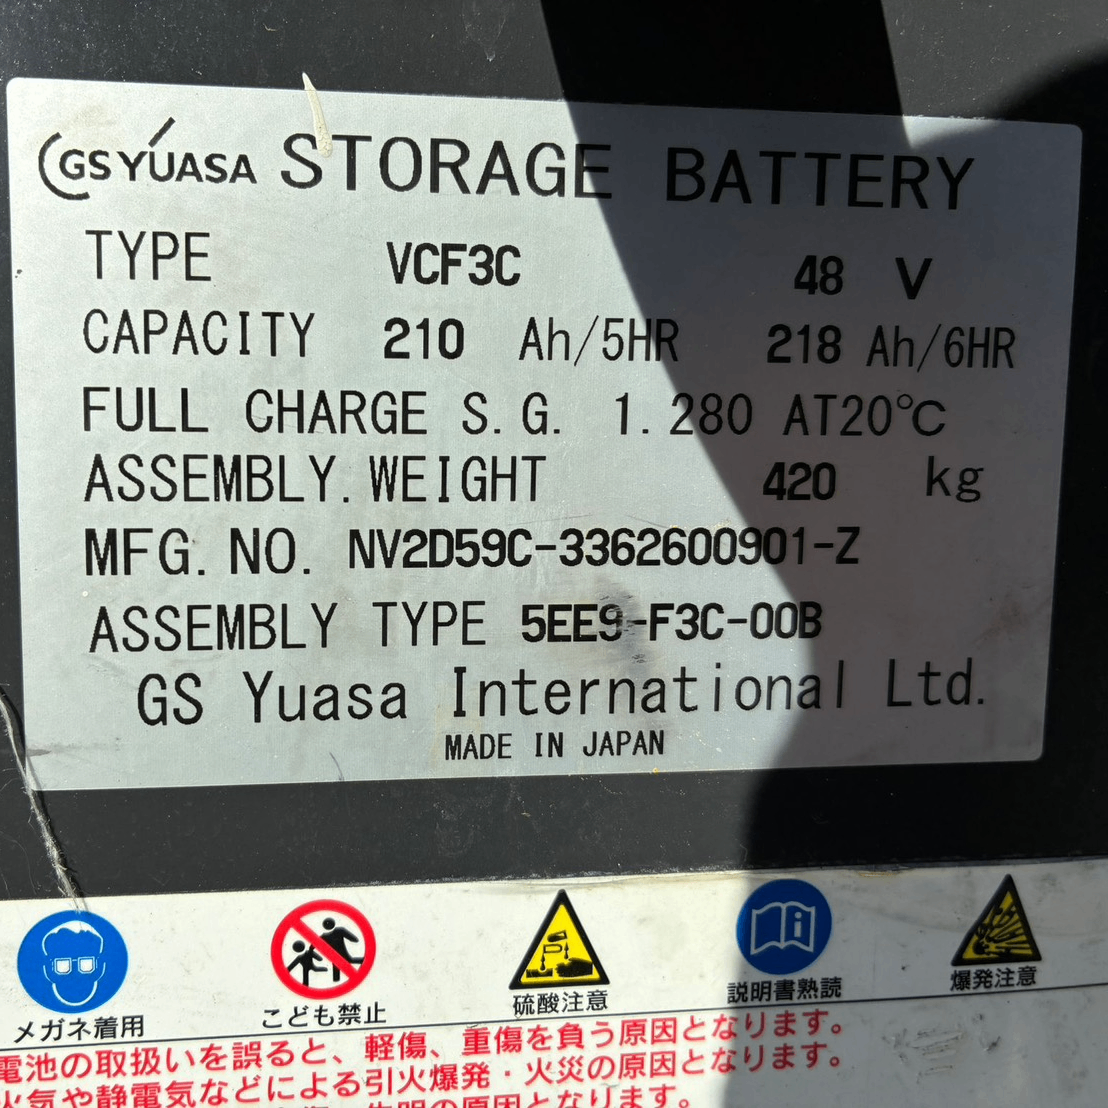 GS YUASA STORAGE BATTERY
TYPE VCF3C 48 V
CAPACITY 210 Ah/5HR 218 Ah/6HR
FULL CHARGE S.G. 1.280 AT20℃
ASSEMBLY.WEIGHT 420 kg
MFG.NO. NV2D59C-3362600901-Z
ASSEMBLY TYPE 5EE9-F3C-00B
GS Yuasa International Ltd.
MADE IN JAPAN
メガネ着用 こども禁止 硫酸注意 説明書熟読 爆発注意
電池の取扱いを誤ると、軽傷、重傷を負う原因となります。
火気や静電気などによる引火爆発・火災の原因となります。
失明の原因となります。